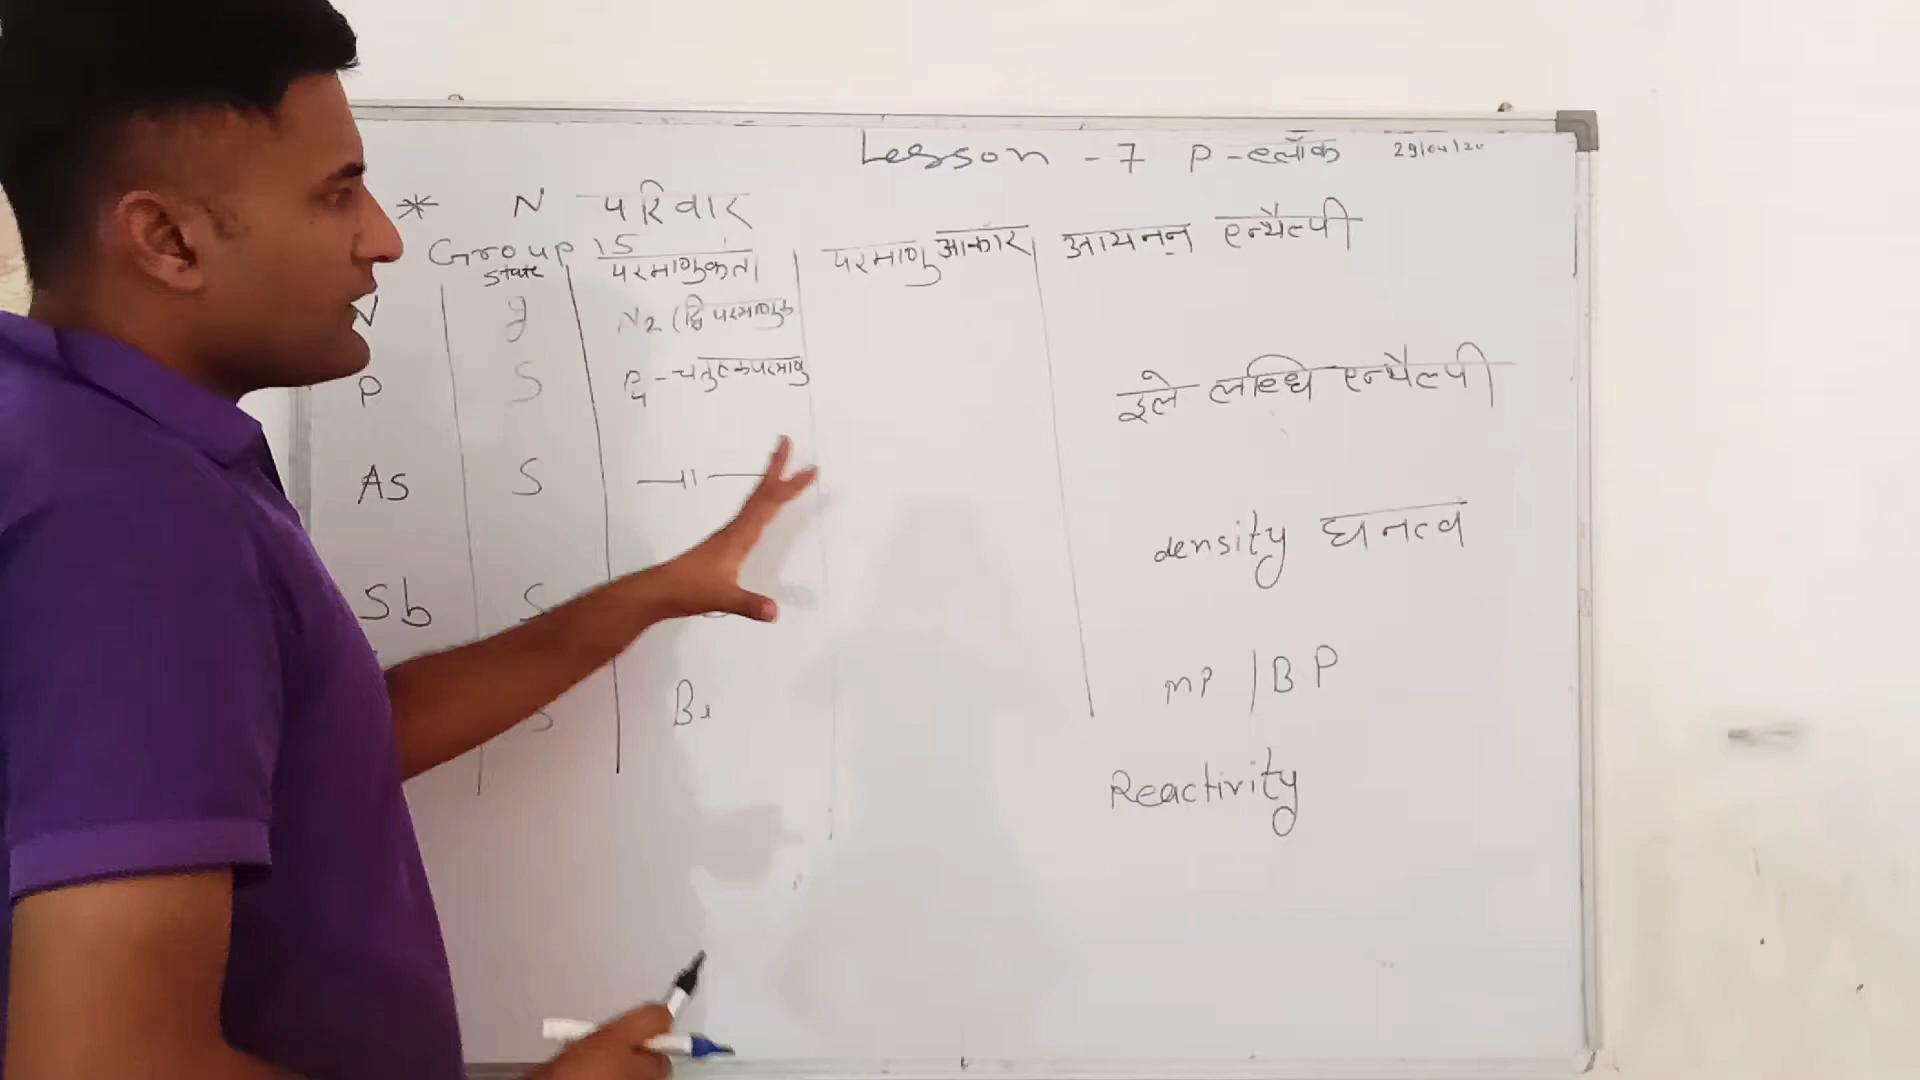 Lesson - 7 P-ब्लॉक 29/04/20
* N परिवार
Group 15
State परमाणुकता परमाणु आकार आयनन एन्थैल्पी
N g N2 (द्विपरमाणुक
P S P4 - चतुष्कपरमाणु
इले लब्धि एन्थैल्पी
As S —11—
density घनत्व
Sb S
S Bi
MP / BP
Reactivity